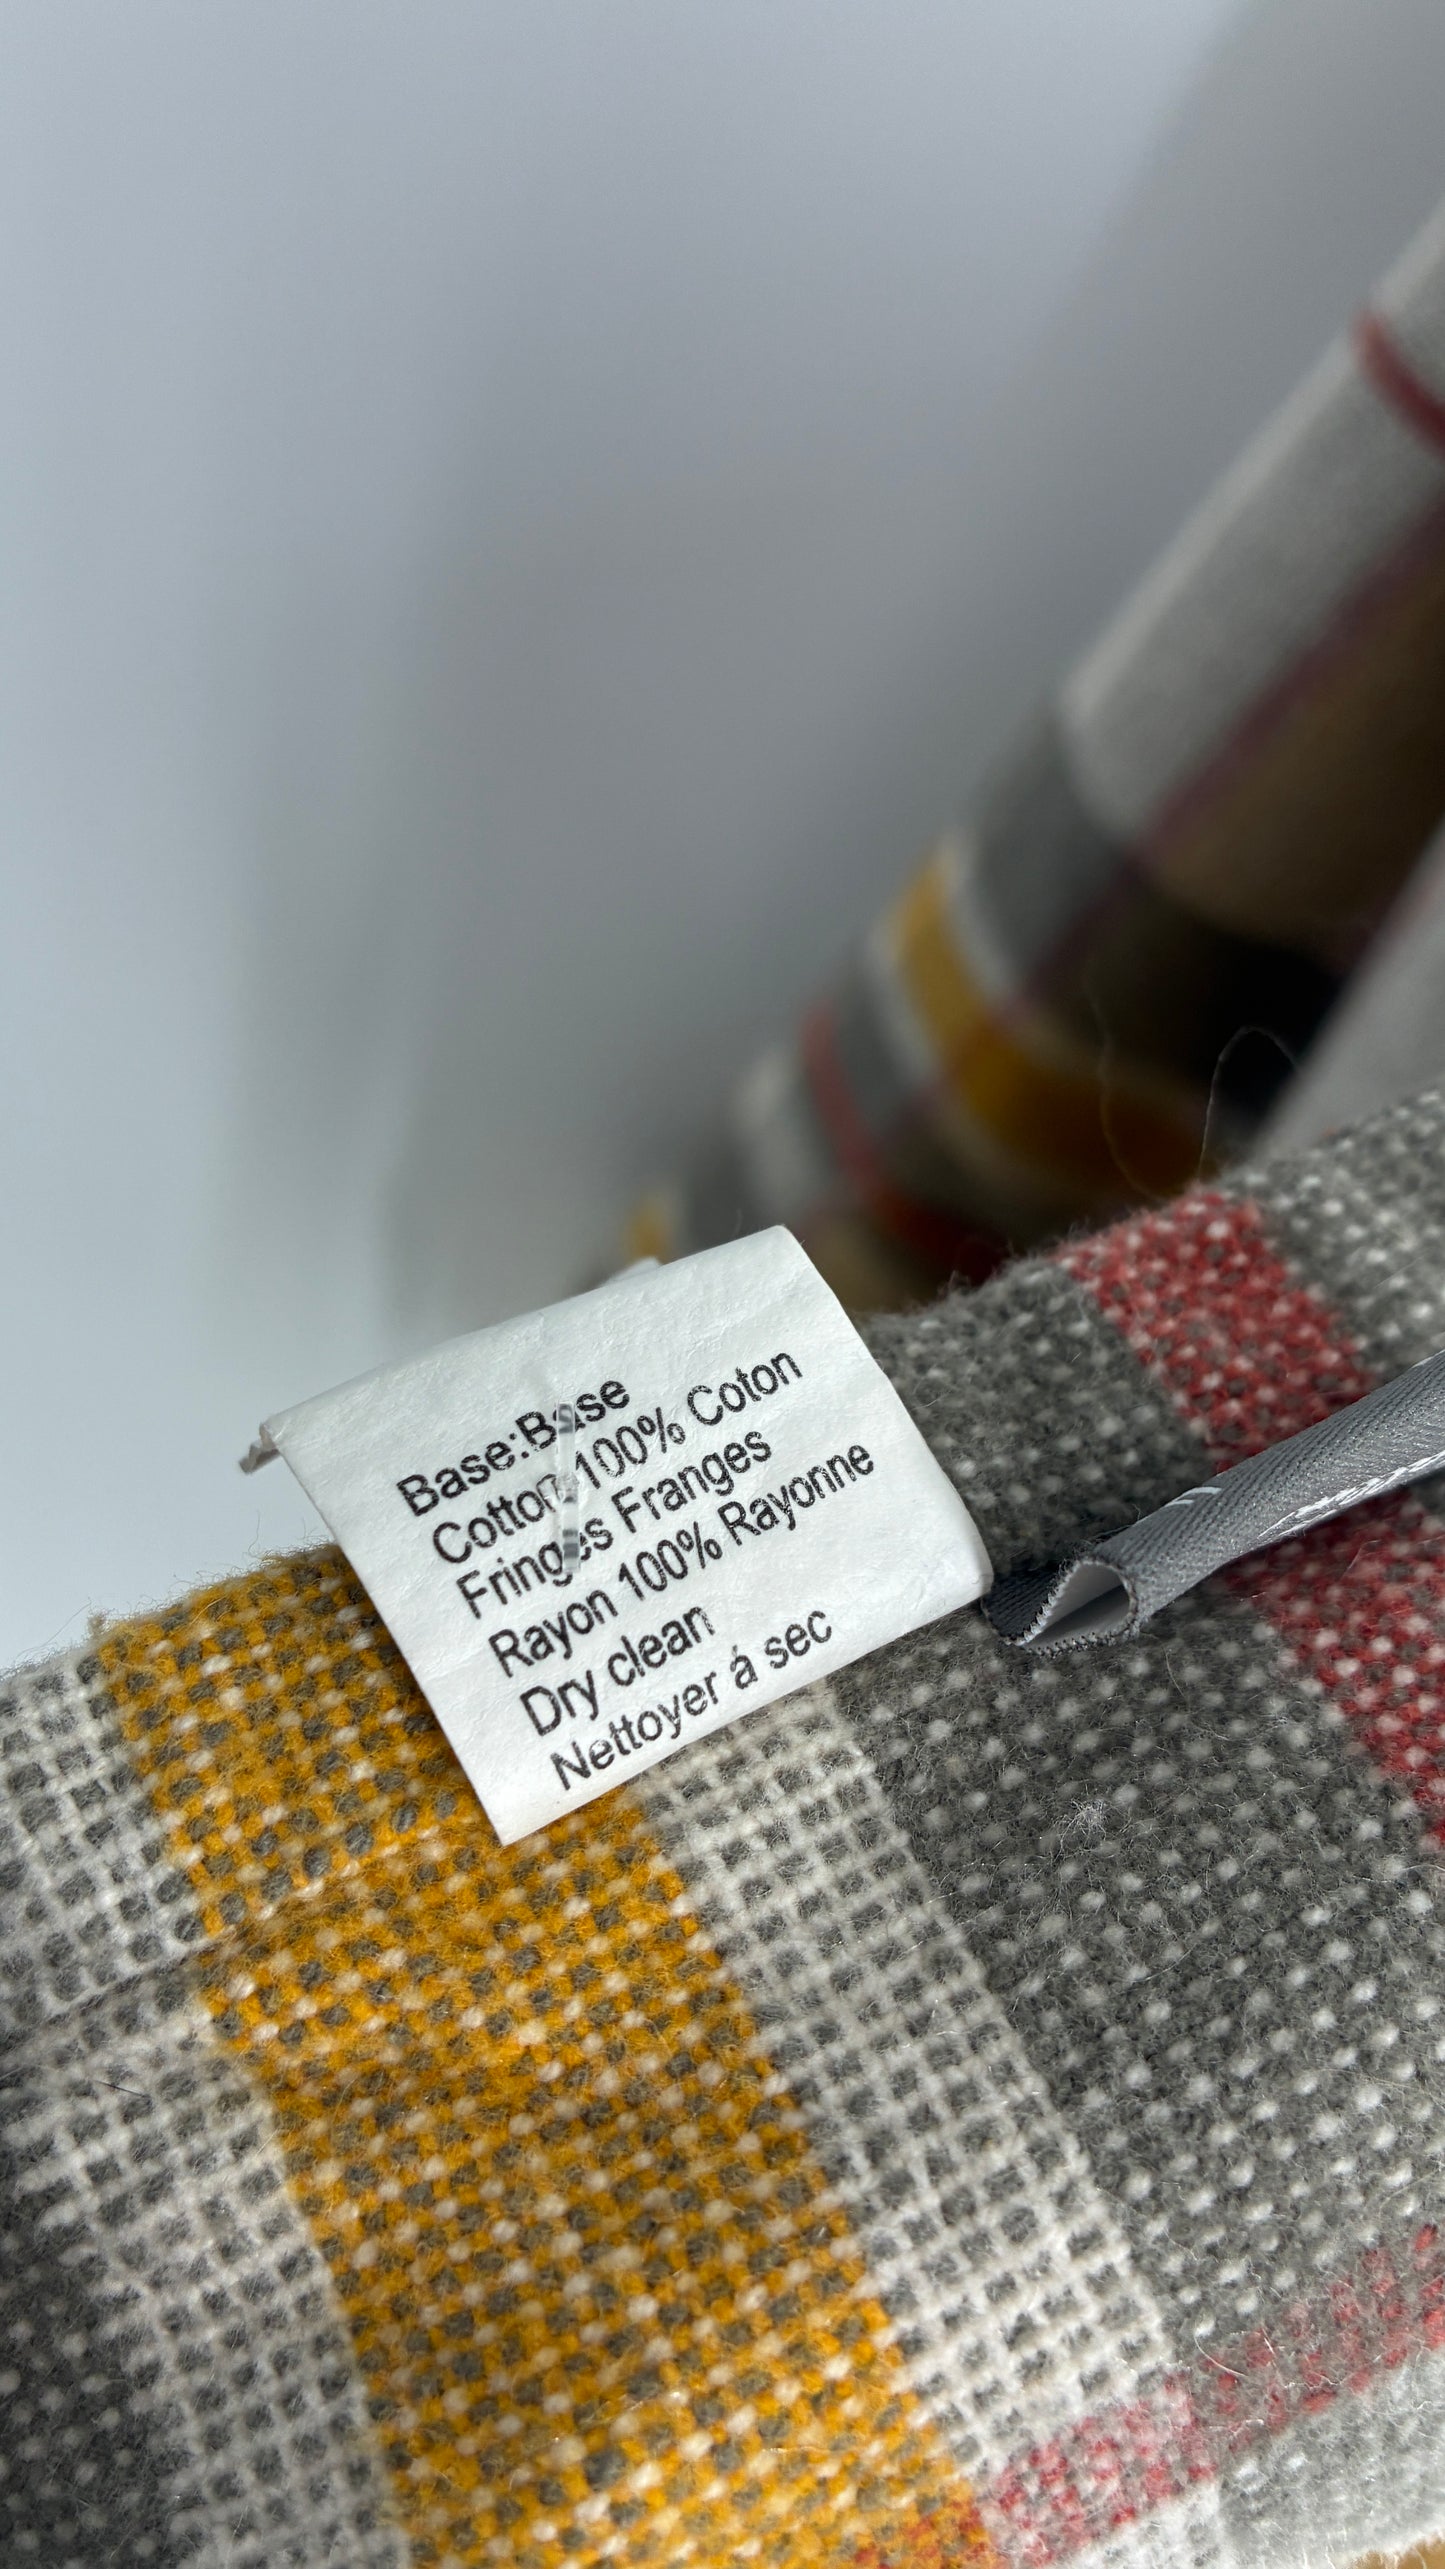 Base:Base
Cotton 100% Coton
Fringes Franges
Rayon 100% Rayonne
Dry clean
Nettoyer á sec